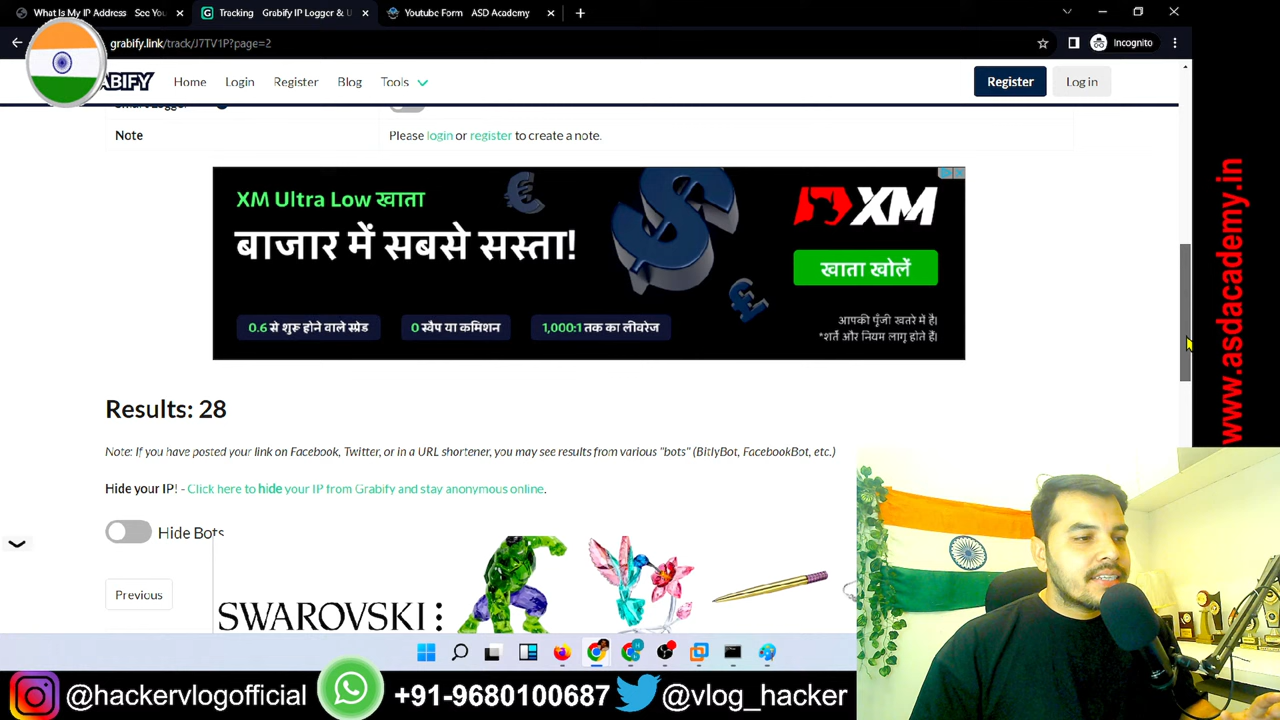 What Is My IP Address   See You
Tracking   Grabify IP Logger & U
Youtube Form   ASD Academy
grabify.link/track/J7TV1P?page=2
Incognito
ABIFY
Home
Login
Register
Blog
Tools
Register
Log in
Note
Please login or register to create a note.
XM Ultra Low खाता
बाजार में सबसे सस्ता!
0.6 से शुरू होने वाले स्प्रेड
0 स्वैप या कमिशन
1,000:1 तक का लीवरेज
XM
खाता खोलें
आपकी पूँजी खतरे में है।
*शर्तें और नियम लागू होते हैं।
www.asdacademy.in
Results: 28
Note: If you have posted your link on Facebook, Twitter, or in a URL shortener, you may see results from various "bots" (BitlyBot, FacebookBot, etc.)
Hide your IP! - Click here to hide your IP from Grabify and stay anonymous online.
Hide Bots
Previous
SWAROVSKI
@hackervlogofficial
+91-9680100687
@vlog_hacker